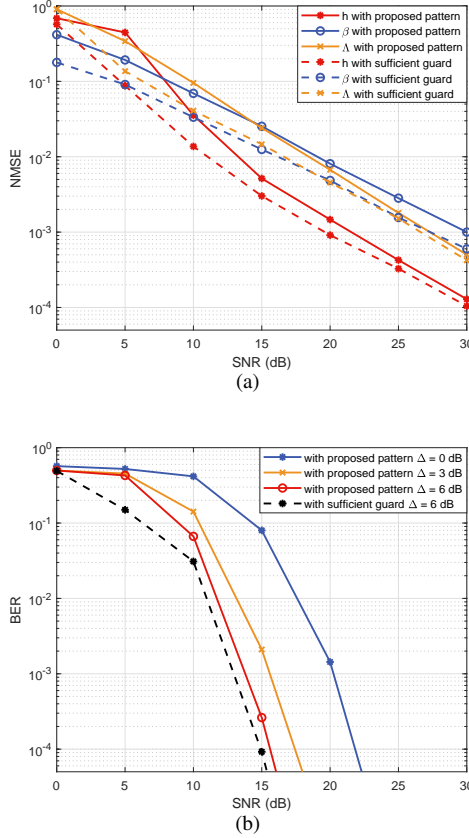 10^0
10^-1
10^-2
10^-3
10^-4
NMSE
h with proposed pattern
β with proposed pattern
Λ with proposed pattern
h with sufficient guard
β with sufficient guard
Λ with sufficient guard
0 5 10 15 20 25 30
SNR (dB)
(a)
10^0
10^-1
10^-2
10^-3
10^-4
BER
with proposed pattern Δ = 0 dB
with proposed pattern Δ = 3 dB
with proposed pattern Δ = 6 dB
with sufficient guard Δ = 6 dB
0 5 10 15 20 25 30
SNR (dB)
(b)